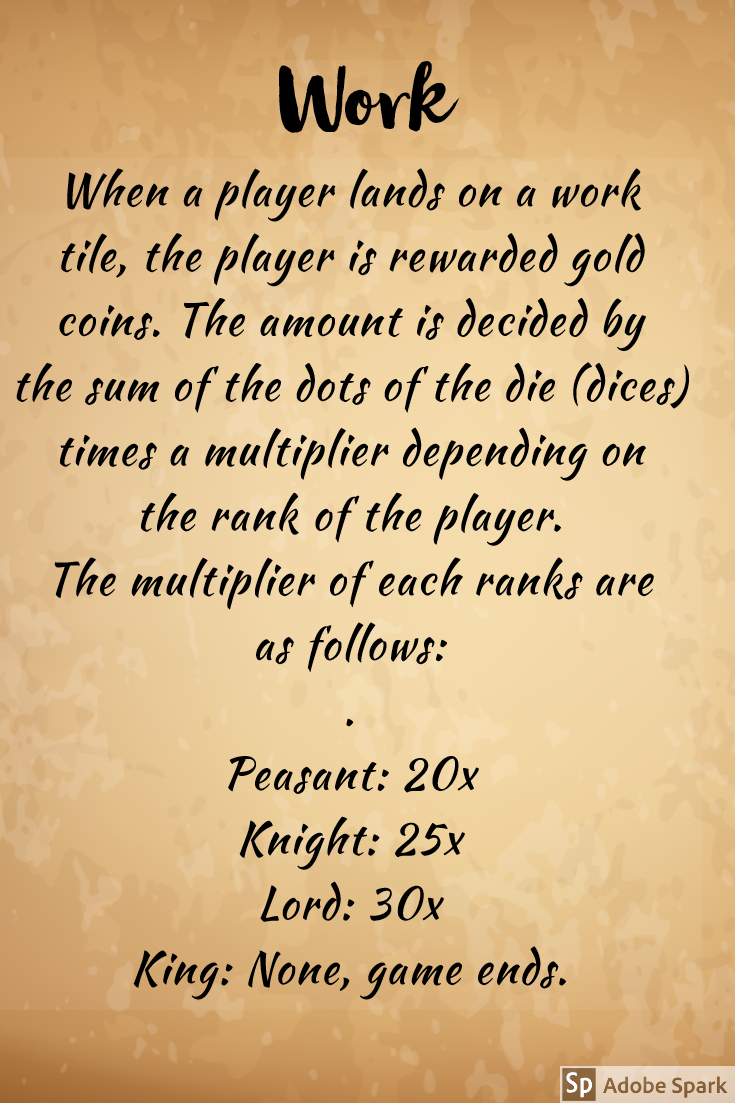 Work
When a player lands on a work
tile, the player is rewarded gold
coins. The amount is decided by
the sum of the dots of the die (dices)
times a multiplier depending on
the rank of the player.
The multiplier of each ranks are
as follows:
.
Peasant: 20x
Knight: 25x
Lord: 30x
King: None, game ends.
Sp Adobe Spark